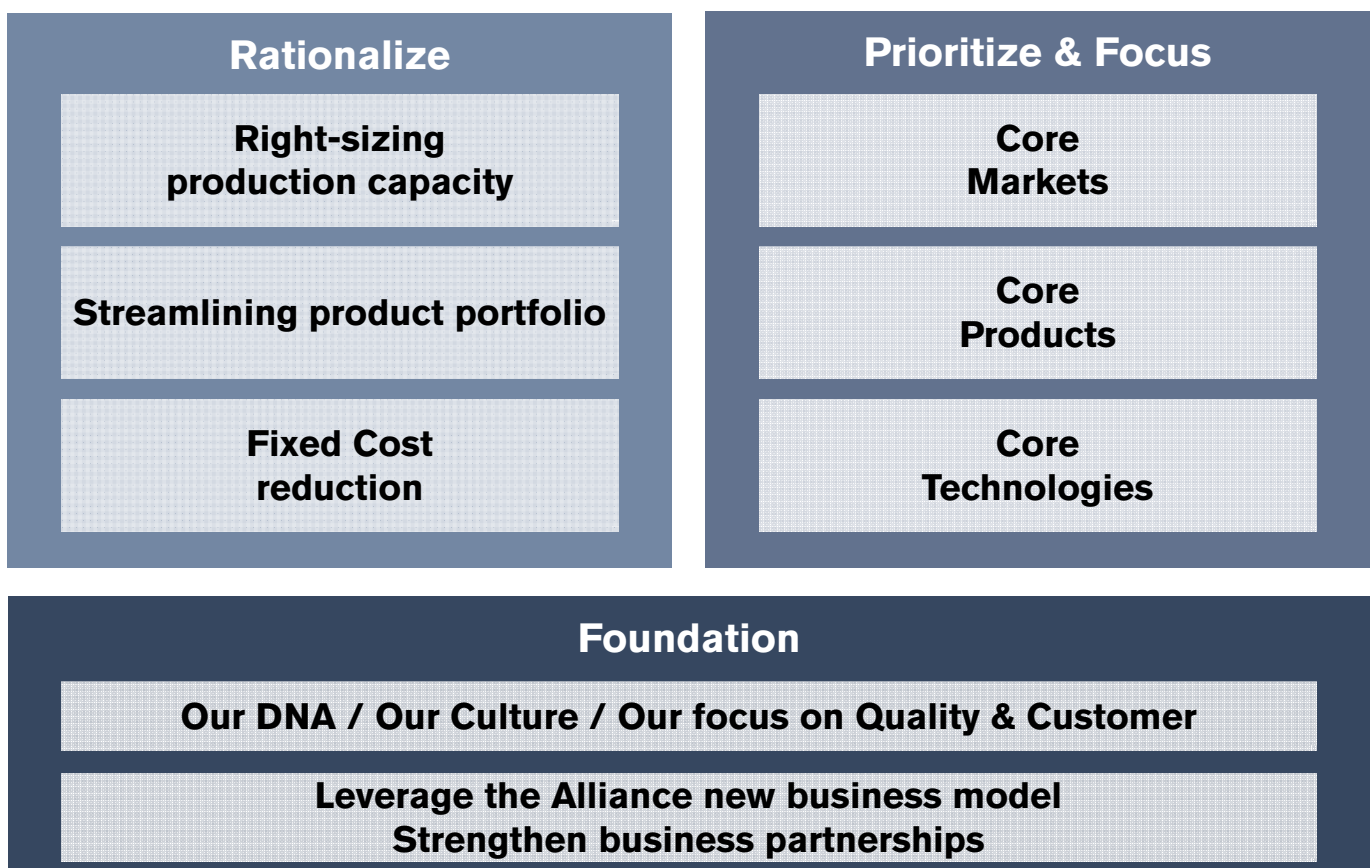 Rationalize
Right-sizing
production capacity
Streamlining product portfolio
Fixed Cost
reduction
Prioritize & Focus
Core
Markets
Core
Products
Core
Technologies
Foundation
Our DNA / Our Culture / Our focus on Quality & Customer
Leverage the Alliance new business model
Strengthen business partnerships